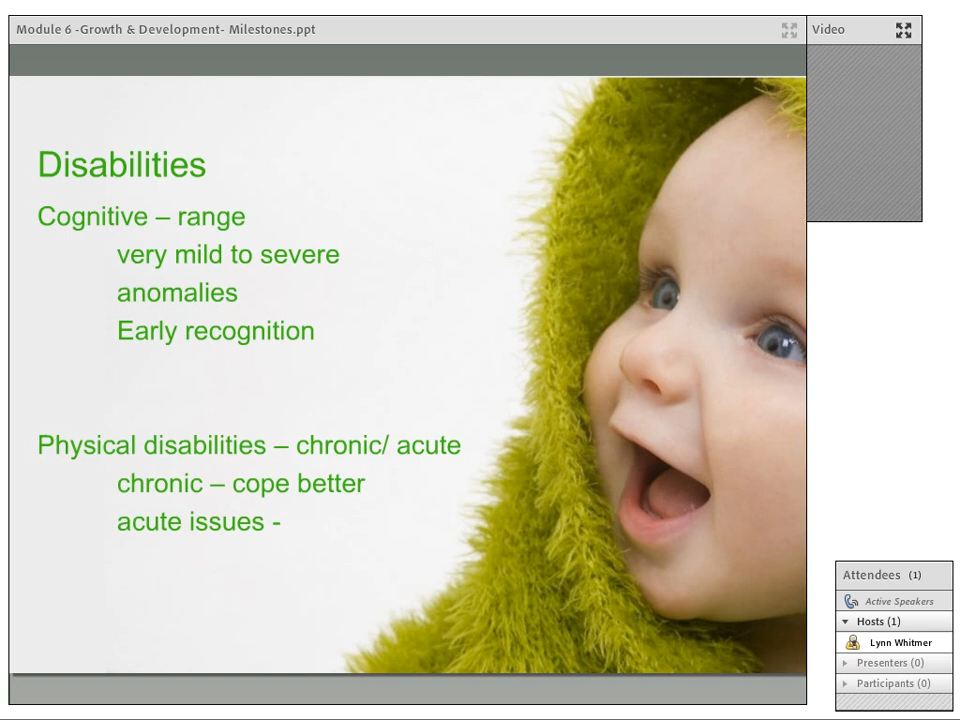 Module 6 -Growth & Development- Milestones.ppt
Video
Disabilities
Cognitive – range
very mild to severe
anomalies
Early recognition
Physical disabilities – chronic/ acute
chronic – cope better
acute issues -
Attendees (1)
Active Speakers
Hosts (1)
Lynn Whitmer
Presenters (0)
Participants (0)